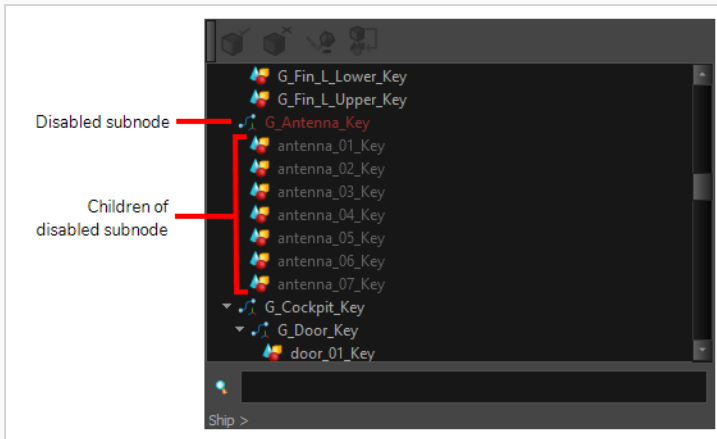 G_Fin_L_Lower_Key
G_Fin_L_Upper_Key
Disabled subnode
G_Antenna_Key
antenna_01_Key
antenna_02_Key
antenna_03_Key
Children of
disabled subnode
antenna_04_Key
antenna_05_Key
antenna_06_Key
antenna_07_Key
G_Cockpit_Key
G_Door_Key
door_01_Key
Ship >